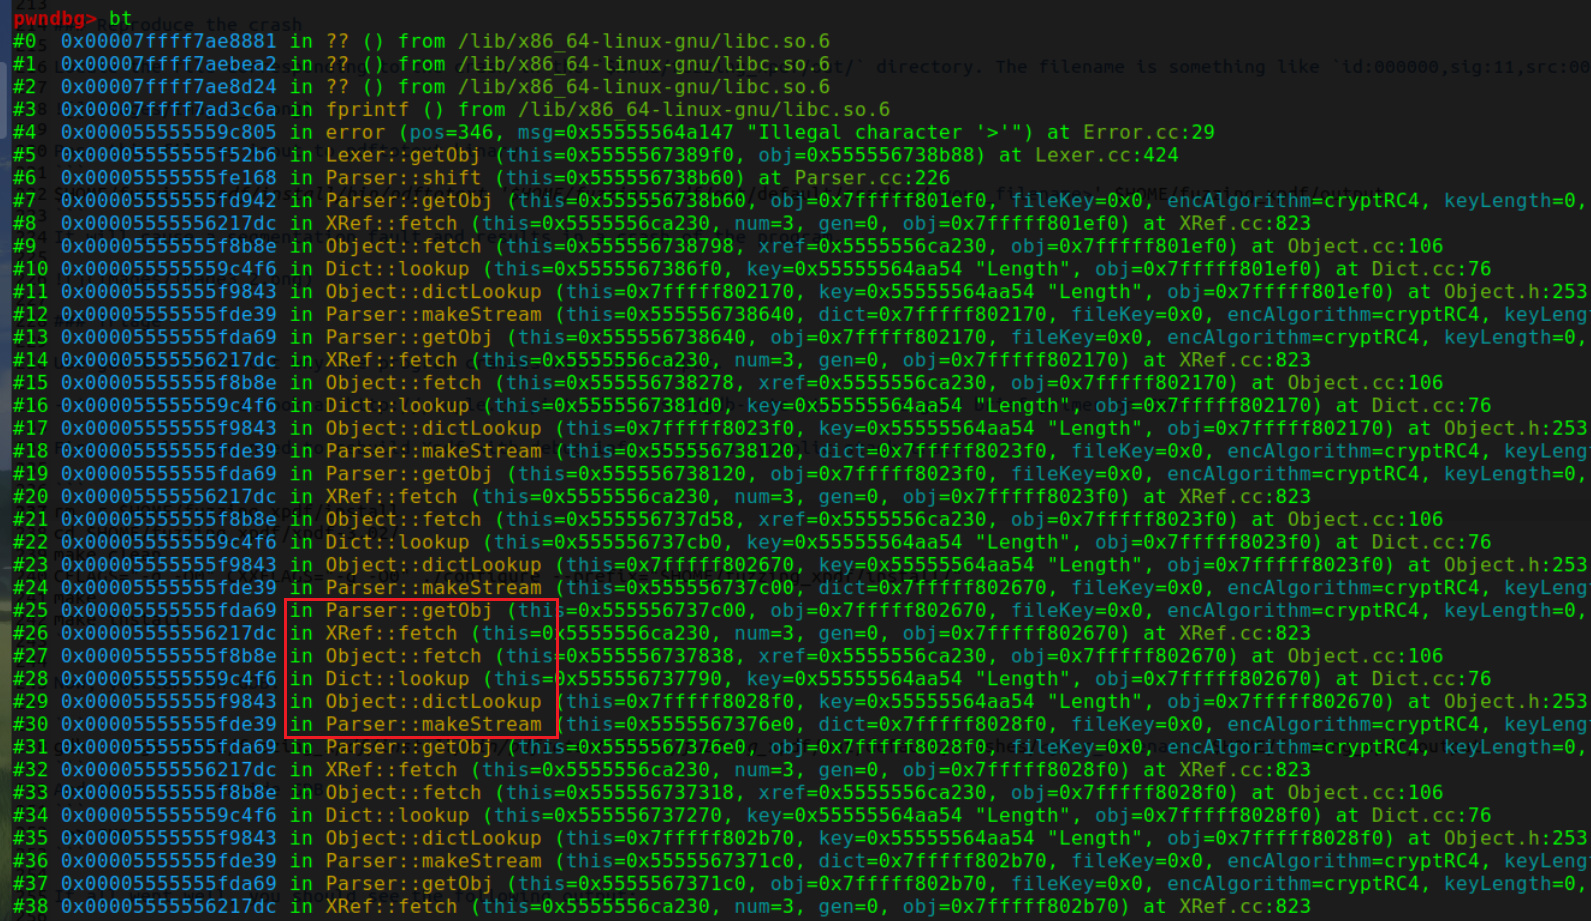 pwndbg> bt
#0  0x00007ffff7ae8881 in ?? () from /lib/x86_64-linux-gnu/libc.so.6
#1  0x00007ffff7aebea2 in ?? () from /lib/x86_64-linux-gnu/libc.so.6
#2  0x00007ffff7ae8d24 in ?? () from /lib/x86_64-linux-gnu/libc.so.6
#3  0x00007ffff7ad3c6a in fprintf () from /lib/x86_64-linux-gnu/libc.so.6
#4  0x000055555559c805 in error (pos=346, msg=0x55555564a147 "Illegal character '>'") at Error.cc:29
#5  0x00005555555f52b6 in Lexer::getObj (this=0x5555567389f0, obj=0x555556738b88) at Lexer.cc:424
#6  0x00005555555fe168 in Parser::shift (this=0x555556738b60) at Parser.cc:226
#7  0x00005555555fd942 in Parser::getObj (this=0x555556738b60, obj=0x7fffff801ef0, fileKey=0x0, encAlgorithm=cryptRC4, keyLength=0,
#8  0x00005555556217dc in XRef::fetch (this=0x5555556ca230, num=3, gen=0, obj=0x7fffff801ef0) at XRef.cc:823
#9  0x00005555555f8b8e in Object::fetch (this=0x555556738798, xref=0x5555556ca230, obj=0x7fffff801ef0) at Object.cc:106
#10 0x000055555559c4f6 in Dict::lookup (this=0x5555567386f0, key=0x55555564aa54 "Length", obj=0x7fffff801ef0) at Dict.cc:76
#11 0x00005555555f9843 in Object::dictLookup (this=0x7fffff802170, key=0x55555564aa54 "Length", obj=0x7fffff801ef0) at Object.h:253
#12 0x00005555555fde39 in Parser::makeStream (this=0x555556738640, dict=0x7fffff802170, fileKey=0x0, encAlgorithm=cryptRC4, keyLengt
#13 0x00005555555fda69 in Parser::getObj (this=0x555556738640, obj=0x7fffff802170, fileKey=0x0, encAlgorithm=cryptRC4, keyLength=0,
#14 0x00005555556217dc in XRef::fetch (this=0x5555556ca230, num=3, gen=0, obj=0x7fffff802170) at XRef.cc:823
#15 0x00005555555f8b8e in Object::fetch (this=0x555556738278, xref=0x5555556ca230, obj=0x7fffff802170) at Object.cc:106
#16 0x000055555559c4f6 in Dict::lookup (this=0x5555567381d0, key=0x55555564aa54 "Length", obj=0x7fffff802170) at Dict.cc:76
#17 0x00005555555f9843 in Object::dictLookup (this=0x7fffff8023f0, key=0x55555564aa54 "Length", obj=0x7fffff802170) at Object.h:253
#18 0x00005555555fde39 in Parser::makeStream (this=0x555556738120, dict=0x7fffff8023f0, fileKey=0x0, encAlgorithm=cryptRC4, keyLengt
#19 0x00005555555fda69 in Parser::getObj (this=0x555556738120, obj=0x7fffff8023f0, fileKey=0x0, encAlgorithm=cryptRC4, keyLength=0,
#20 0x00005555556217dc in XRef::fetch (this=0x5555556ca230, num=3, gen=0, obj=0x7fffff8023f0) at XRef.cc:823
#21 0x00005555555f8b8e in Object::fetch (this=0x555556737d58, xref=0x5555556ca230, obj=0x7fffff8023f0) at Object.cc:106
#22 0x000055555559c4f6 in Dict::lookup (this=0x555556737cb0, key=0x55555564aa54 "Length", obj=0x7fffff8023f0) at Dict.cc:76
#23 0x00005555555f9843 in Object::dictLookup (this=0x7fffff802670, key=0x55555564aa54 "Length", obj=0x7fffff8023f0) at Object.h:253
#24 0x00005555555fde39 in Parser::makeStream (this=0x555556737c00, dict=0x7fffff802670, fileKey=0x0, encAlgorithm=cryptRC4, keyLengt
#25 0x00005555555fda69 in Parser::getObj (this=0x555556737c00, obj=0x7fffff802670, fileKey=0x0, encAlgorithm=cryptRC4, keyLength=0,
#26 0x00005555556217dc in XRef::fetch (this=0x5555556ca230, num=3, gen=0, obj=0x7fffff802670) at XRef.cc:823
#27 0x00005555555f8b8e in Object::fetch (this=0x555556737838, xref=0x5555556ca230, obj=0x7fffff802670) at Object.cc:106
#28 0x000055555559c4f6 in Dict::lookup (this=0x555556737790, key=0x55555564aa54 "Length", obj=0x7fffff802670) at Dict.cc:76
#29 0x00005555555f9843 in Object::dictLookup (this=0x7fffff8028f0, key=0x55555564aa54 "Length", obj=0x7fffff802670) at Object.h:253
#30 0x00005555555fde39 in Parser::makeStream (this=0x5555567376e0, dict=0x7fffff8028f0, fileKey=0x0, encAlgorithm=cryptRC4, keyLengt
#31 0x00005555555fda69 in Parser::getObj (this=0x5555567376e0, obj=0x7fffff8028f0, fileKey=0x0, encAlgorithm=cryptRC4, keyLength=0,
#32 0x00005555556217dc in XRef::fetch (this=0x5555556ca230, num=3, gen=0, obj=0x7fffff8028f0) at XRef.cc:823
#33 0x00005555555f8b8e in Object::fetch (this=0x555556737318, xref=0x5555556ca230, obj=0x7fffff8028f0) at Object.cc:106
#34 0x000055555559c4f6 in Dict::lookup (this=0x555556737270, key=0x55555564aa54 "Length", obj=0x7fffff8028f0) at Dict.cc:76
#35 0x00005555555f9843 in Object::dictLookup (this=0x7fffff802b70, key=0x55555564aa54 "Length", obj=0x7fffff8028f0) at Object.h:253
#36 0x00005555555fde39 in Parser::makeStream (this=0x5555567371c0, dict=0x7fffff802b70, fileKey=0x0, encAlgorithm=cryptRC4, keyLengt
#37 0x00005555555fda69 in Parser::getObj (this=0x5555567371c0, obj=0x7fffff802b70, fileKey=0x0, encAlgorithm=cryptRC4, keyLength=0,
#38 0x00005555556217dc in XRef::fetch (this=0x5555556ca230, num=3, gen=0, obj=0x7fffff802b70) at XRef.cc:823